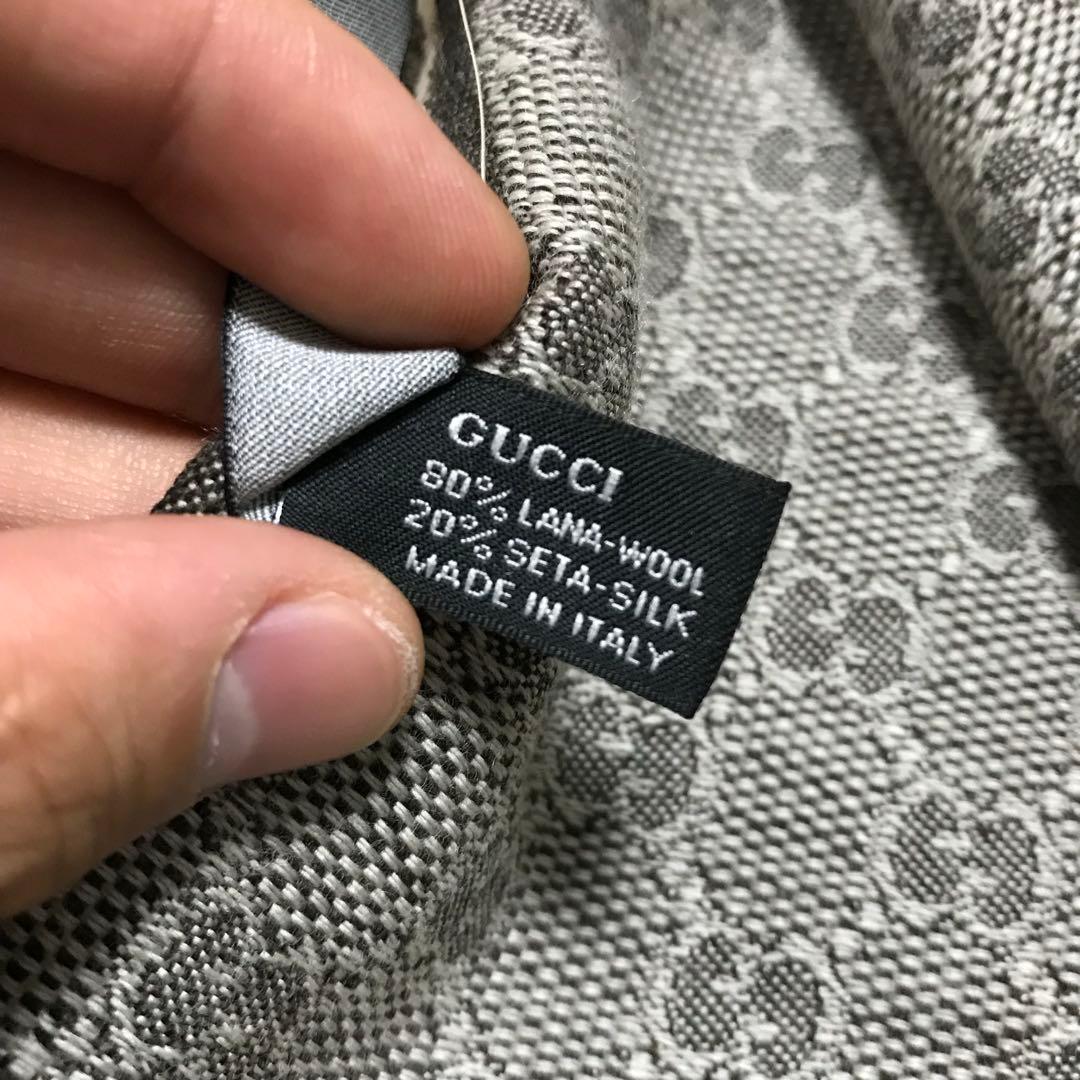 GUCCI
80% LANA-WOOL
20% SETA-SILK
MADE IN ITALY